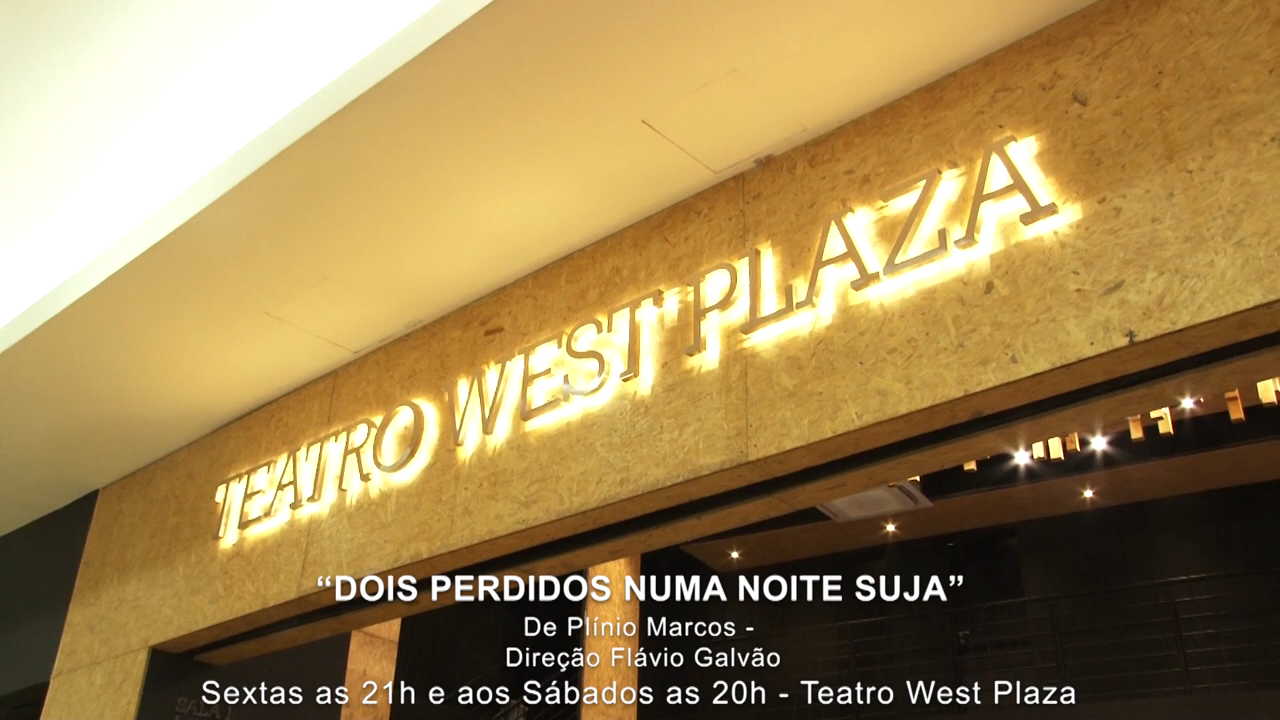 TEATRO WEST PLAZA
“DOIS PERDIDOS NUMA NOITE SUJA”
De Plínio Marcos -
Direção Flávio Galvão
Sextas as 21h e aos Sábados as 20h - Teatro West Plaza